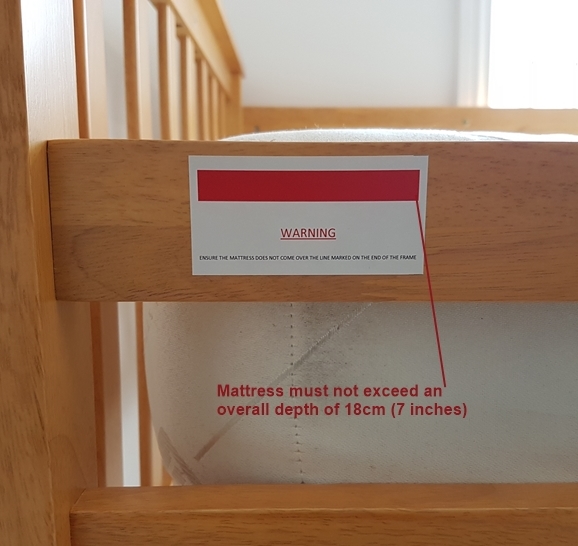 WARNING
ENSURE THE MATTRESS DOES NOT COME OVER THE LINE MARKED ON THE END OF THE FRAME
Mattress must not exceed an
overall depth of 18cm (7 inches)